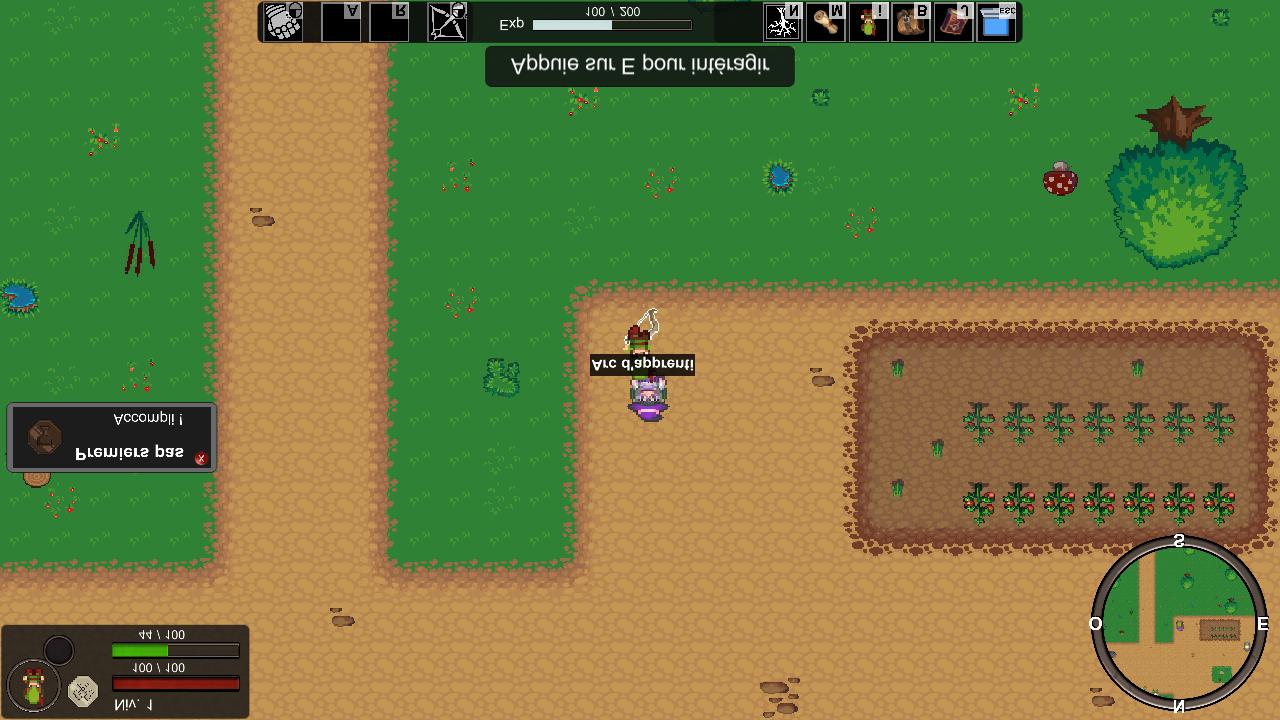 Niv. 1
100 / 100
44 / 100
N
O
E
S
Premiers pas
x
Accompli !
Arc d'apprenti
Appuie sur E pour intéragir
Exp
100 / 200
A
R
N
M
I
B
J
ESC